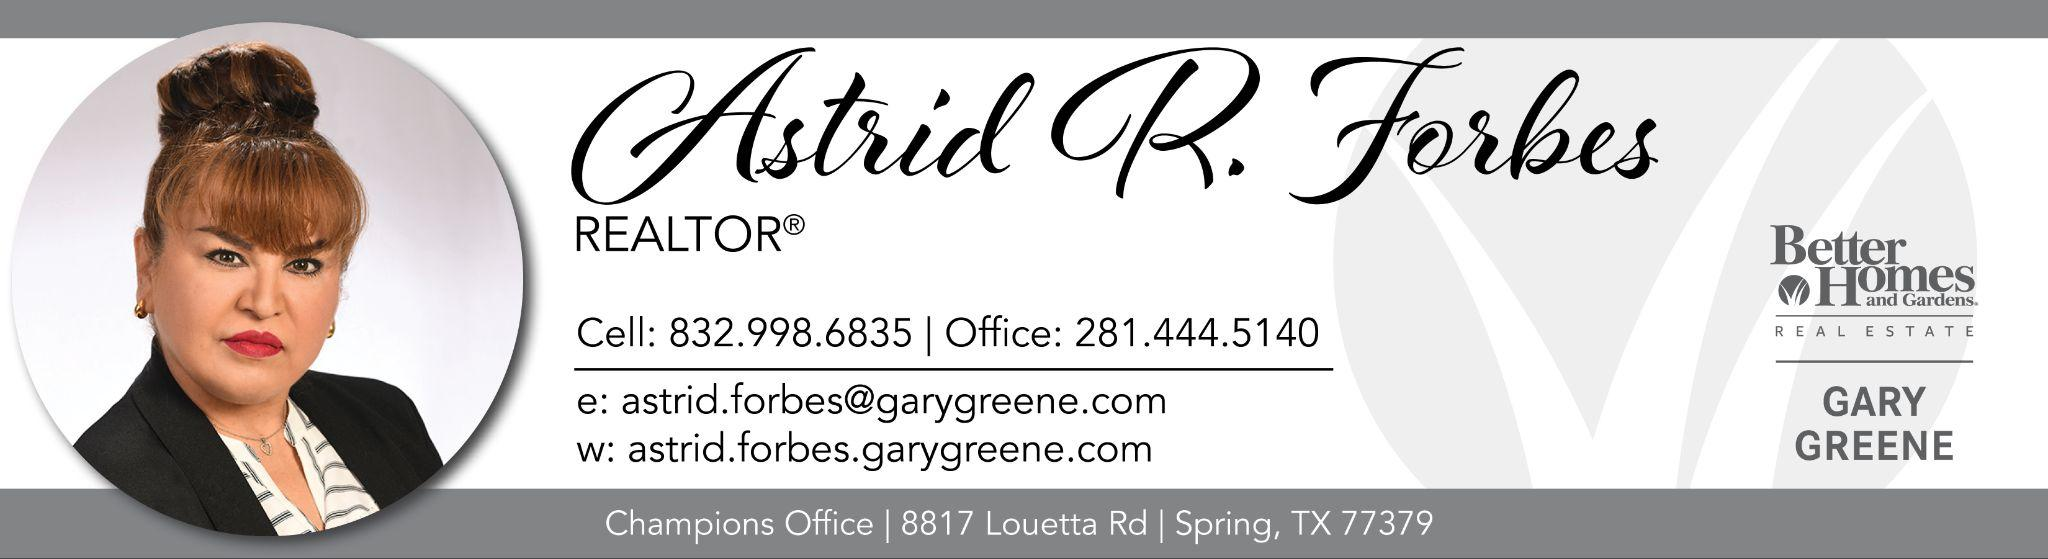 Astrid R. Forbes
REALTOR®
Cell: 832.998.6835 | Office: 281.444.5140
e: astrid.forbes@garygreene.com
w: astrid.forbes.garygreene.com
Better
Homes
and Gardens®
REAL ESTATE
GARY
GREENE
Champions Office | 8817 Louetta Rd | Spring, TX 77379